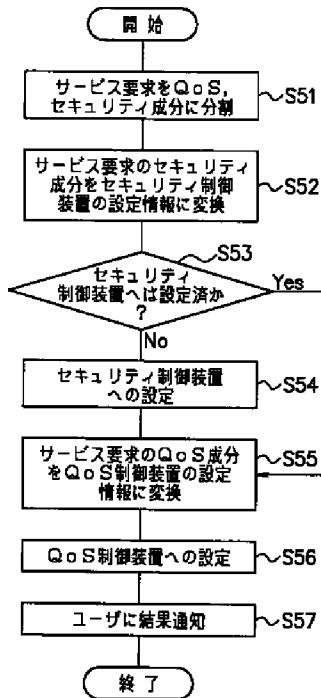 開 始
サービス要求をQoS,
セキュリティ成分に分割
S51
サービス要求のセキュリティ
成分をセキュリティ制御
装置の設定情報に変換
S52
S53
セキュリティ
制御装置へは設定済か
?
Yes
No
セキュリティ制御装置
への設定
S54
サービス要求のQoS成分
をQoS制御装置の設定
情報に変換
S55
QoS制御装置への設定
S56
ユーザに結果通知
S57
終 了